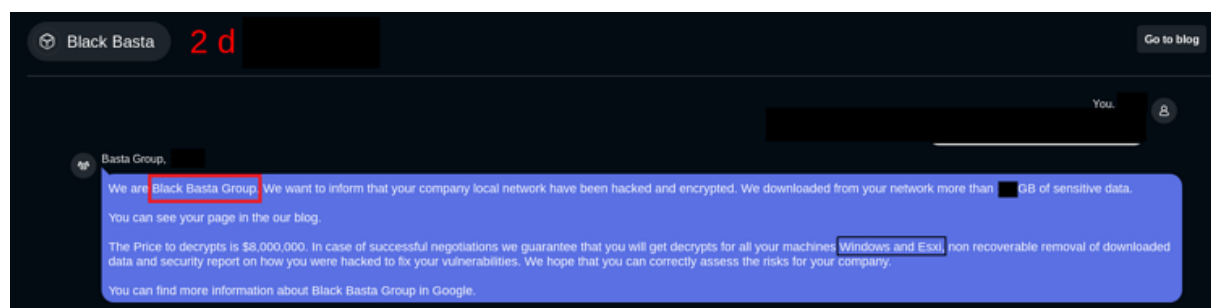 Black Basta 2 d
Go to blog
You.
Basta Group,
We are Black Basta Group. We want to inform that your company local network have been hacked and encrypted. We downloaded from your network more than GB of sensitive data.
You can see your page in the our blog.
The Price to decrypts is $8,000,000. In case of successful negotiations we guarantee that you will get decrypts for all your machines Windows and Esxi, non recoverable removal of downloaded
data and security report on how you were hacked to fix your vulnerabilities. We hope that you can correctly assess the risks for your company.
You can find more information about Black Basta Group in Google.